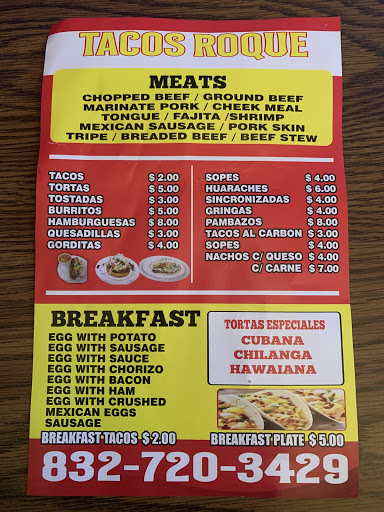 TACOS ROQUE
MEATS
CHOPPED BEEF / GROUND BEEF
MARINATE PORK / CHEEK MEAL
TONGUE / FAJITA /SHRIMP
MEXICAN SAUSAGE / PORK SKIN
TRIPE / BREADED BEEF / BEEF STEW
TACOS $ 2.00
TORTAS $ 5.00
TOSTADAS $ 3.00
BURRITOS $ 5.00
HAMBURGUESAS $ 8.00
QUESADILLAS $ 3.00
GORDITAS $ 4.00
SOPES $ 4.00
HUARACHES $ 6.00
SINCRONIZADAS $ 4.00
GRINGAS $ 4.00
PAMBAZOS $ 8.00
TACOS AL CARBON $ 3.00
SOPES $ 4.00
NACHOS C/ QUESO $ 4.00
C/ CARNE $ 7.00
BREAKFAST
EGG WITH POTATO
EGG WITH SAUSAGE
EGG WITH SAUCE
EGG WITH CHORIZO
EGG WITH BACON
EGG WITH HAM
EGG WITH CRUSHED
MEXICAN EGGS
SAUSAGE
BREAKFAST TACOS $ 2.00
TORTAS ESPECIALES
CUBANA
CHILANGA
HAWAIANA
BREAKFAST PLATE $ 5.00
832-720-3429